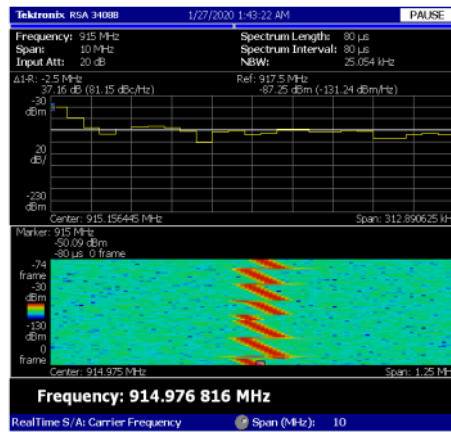 Tektronix RSA 3408B 1/27/2020 1:43:22 AM PAUSE
Frequency: 915 MHz Spectrum Length: 80 µs
Span: 10 MHz Spectrum Interval: 80 µs
Input Att: 20 dB NBW: 25.054 kHz
Δ1-R: -2.5 MHz Ref: 917.5 MHz
37.16 dB (81.15 dBc/Hz) -87.25 dBm (-131.24 dBm/Hz)
-30
dBm
20
dB/
-230
dBm
Center: 915.156445 MHz Span: 312.890625 kHz
Marker: 915 MHz
-50.09 dBm
-80 µs 0 frame
-74
frame
-30
dBm
-130
dBm
0
frame
Center: 914.975 MHz Span: 1.25 MHz
Frequency: 914.976 816 MHz
RealTime S/A: Carrier Frequency Span (MHz): 10